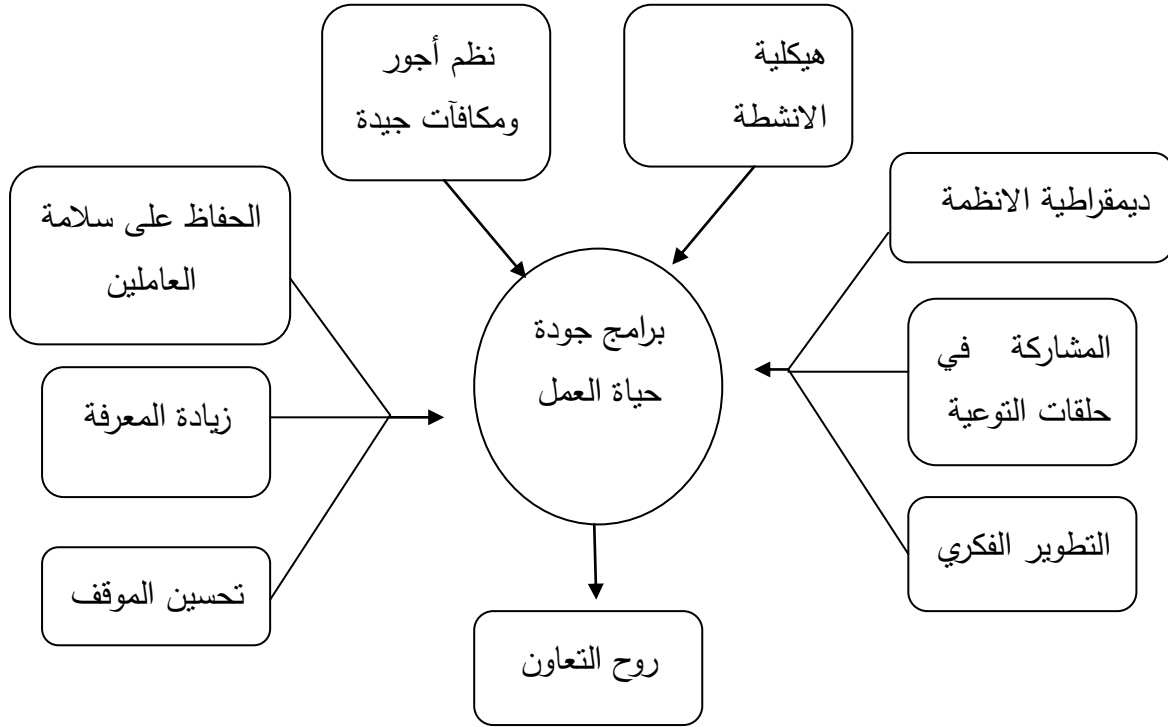 هيكلية
الانشطة
نظم أجور
ومكافآت جيدة
ديمقراطية الانظمة
الحفاظ على سلامة
العاملين
المشاركة في
حلقات التوعية
برامج جودة
حياة العمل
زيادة المعرفة
التطوير الفكري
تحسين الموقف
روح التعاون